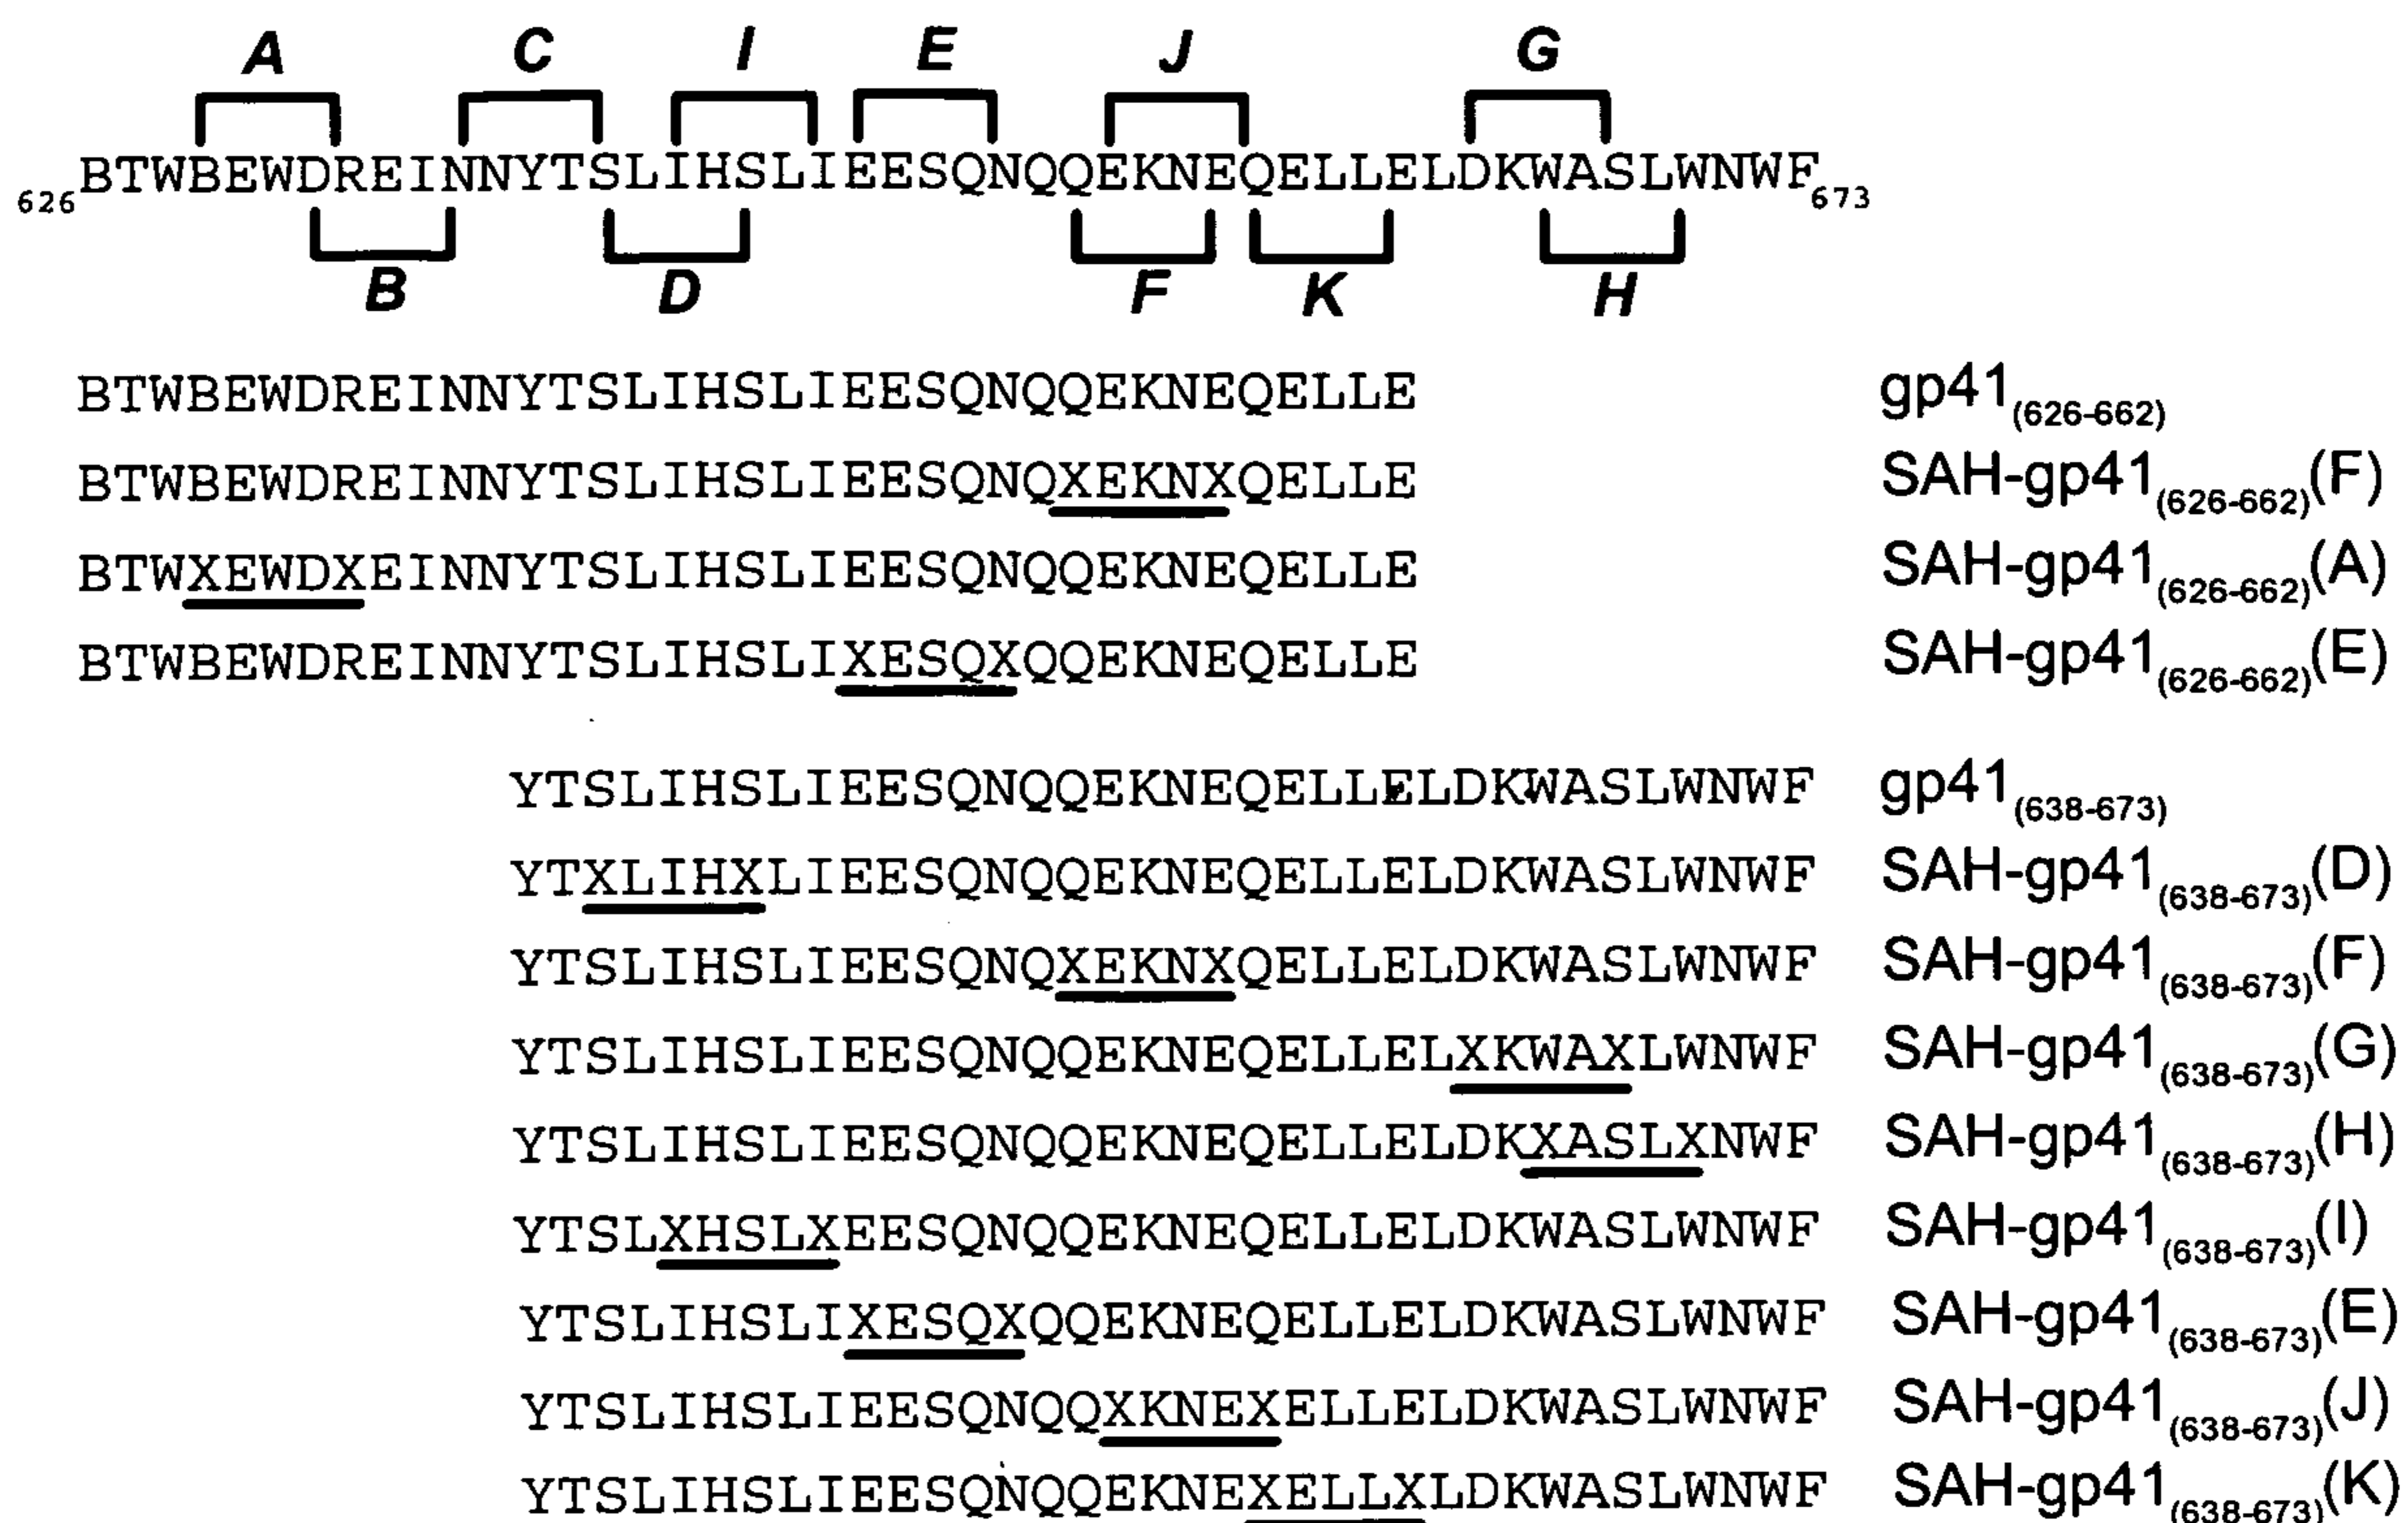 A C I E J G
626BTWBEWDREINNYTSLIHSLIEESQNQQEKNEQELLELDKWASLWNWF673
B D F K H
BTWBEWDREINNYTSLIHSLIEESQNQQEKNEQELLE gp41(626-662)
BTWBEWDREINNYTSLIHSLIEESQNQXEKNXQELLE SAH-gp41(626-662)(F)
BTWXEWDXEINNYTSLIHSLIEESQNQQEKNEQELLE SAH-gp41(626-662)(A)
BTWBEWDREINNYTSLIHSLIXESQXQQEKNEQELLE SAH-gp41(626-662)(E)
YTSLIHSLIEESQNQQEKNEQELLELDKWASLWNWF gp41(638-673)
YTXLIHXLIEESQNQQEKNEQELLELDKWASLWNWF SAH-gp41(638-673)(D)
YTSLIHSLIEESQNQXEKNXQELLELDKWASLWNWF SAH-gp41(638-673)(F)
YTSLIHSLIEESQNQQEKNEQELLELXKWAXLWNWF SAH-gp41(638-673)(G)
YTSLIHSLIEESQNQQEKNEQELLELDKXASLXNWF SAH-gp41(638-673)(H)
YTSLXHSLXEESQNQQEKNEQELLELDKWASLWNWF SAH-gp41(638-673)(I)
YTSLIHSLIXESQXQQEKNEQELLELDKWASLWNWF SAH-gp41(638-673)(E)
YTSLIHSLIEESQNQQXKNEXELLELDKWASLWNWF SAH-gp41(638-673)(J)
YTSLIHSLIEESQNQQEKNEXELLXLDKWASLWNWF SAH-gp41(638-673)(K)